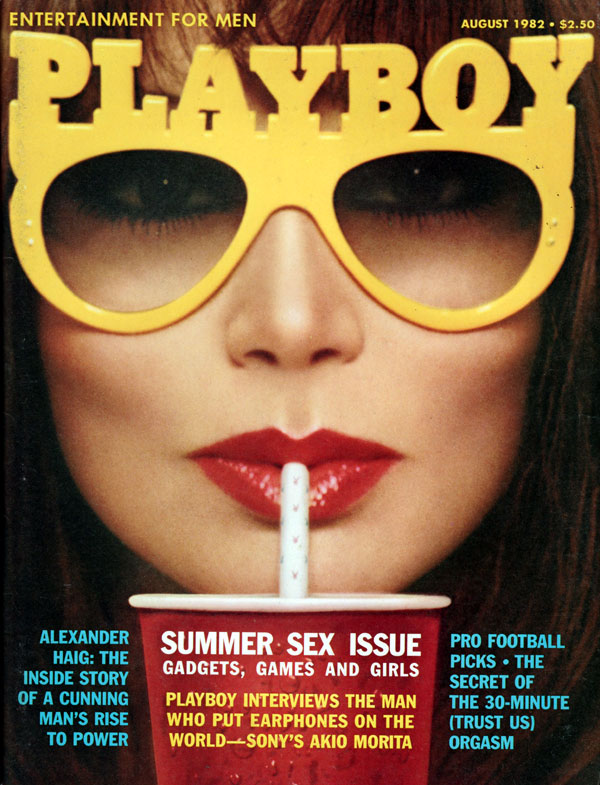 ENTERTAINMENT FOR MEN
AUGUST 1982 • $2.50
PLAYBOY
ALEXANDER
HAIG: THE
INSIDE STORY
OF A CUNNING
MAN'S RISE
TO POWER
SUMMER SEX ISSUE
GADGETS, GAMES AND GIRLS
PLAYBOY INTERVIEWS THE MAN
WHO PUT EARPHONES ON THE
WORLD—SONY'S AKIO MORITA
PRO FOOTBALL
PICKS • THE
SECRET OF
THE 30-MINUTE
(TRUST US)
ORGASM